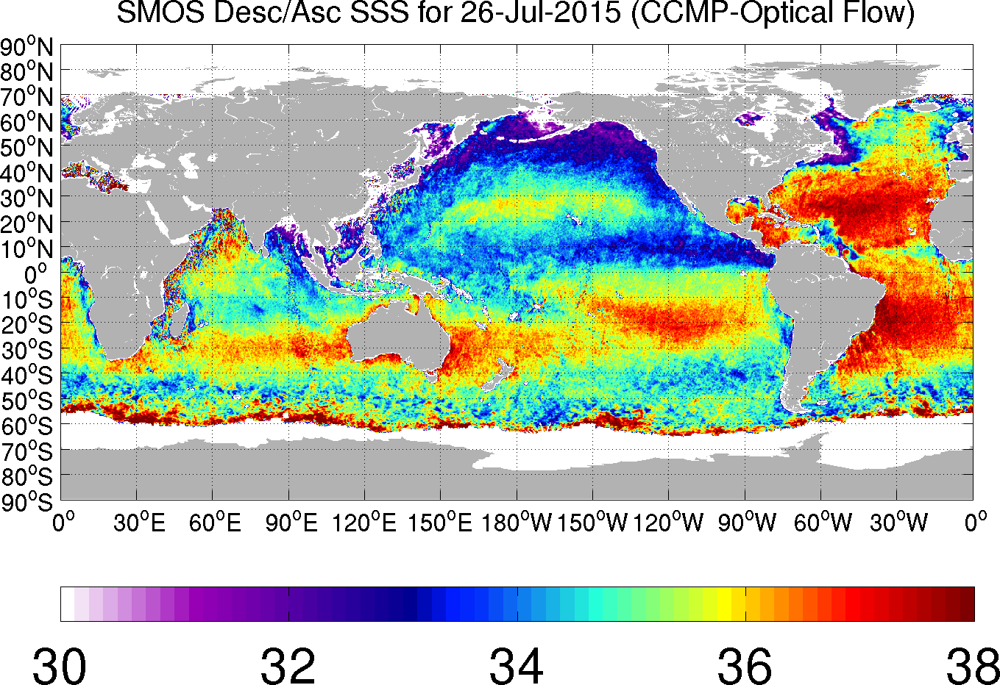 SMOS Desc/Asc SSS for 26-Jul-2015 (CCMP-Optical Flow)
90°N
80°N
70°N
60°N
50°N
40°N
30°N
20°N
10°N
0°
10°S
20°S
30°S
40°S
50°S
60°S
70°S
80°S
90°S
0° 30°E 60°E 90°E 120°E 150°E 180°W 150°W 120°W 90°W 60°W 30°W 0°
30 32 34 36 38